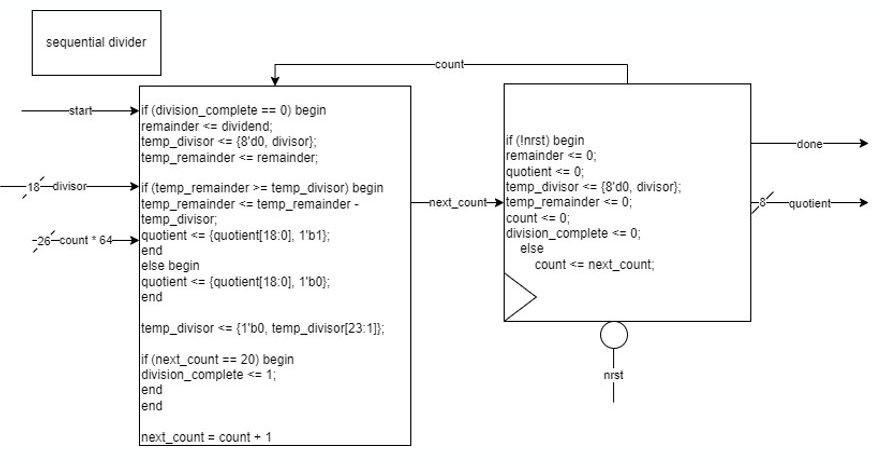 sequential divider
count
start
if (division_complete == 0) begin
remainder <= dividend;
temp_divisor <= {8'd0, divisor};
temp_remainder <= remainder;
18
divisor
if (temp_remainder >= temp_divisor) begin
temp_remainder <= temp_remainder -
temp_divisor;
26
count * 64
quotient <= {quotient[18:0], 1'b1};
end
else begin
quotient <= {quotient[18:0], 1'b0};
end
temp_divisor <= {1'b0, temp_divisor[23:1]};
if (next_count == 20) begin
division_complete <= 1;
end
end
next_count = count + 1
next_count
if (!nrst) begin
remainder <= 0;
quotient <= 0;
temp_divisor <= {8'd0, divisor};
temp_remainder <= 0;
count <= 0;
division_complete <= 0;
else
count <= next_count;
done
8
quotient
nrst